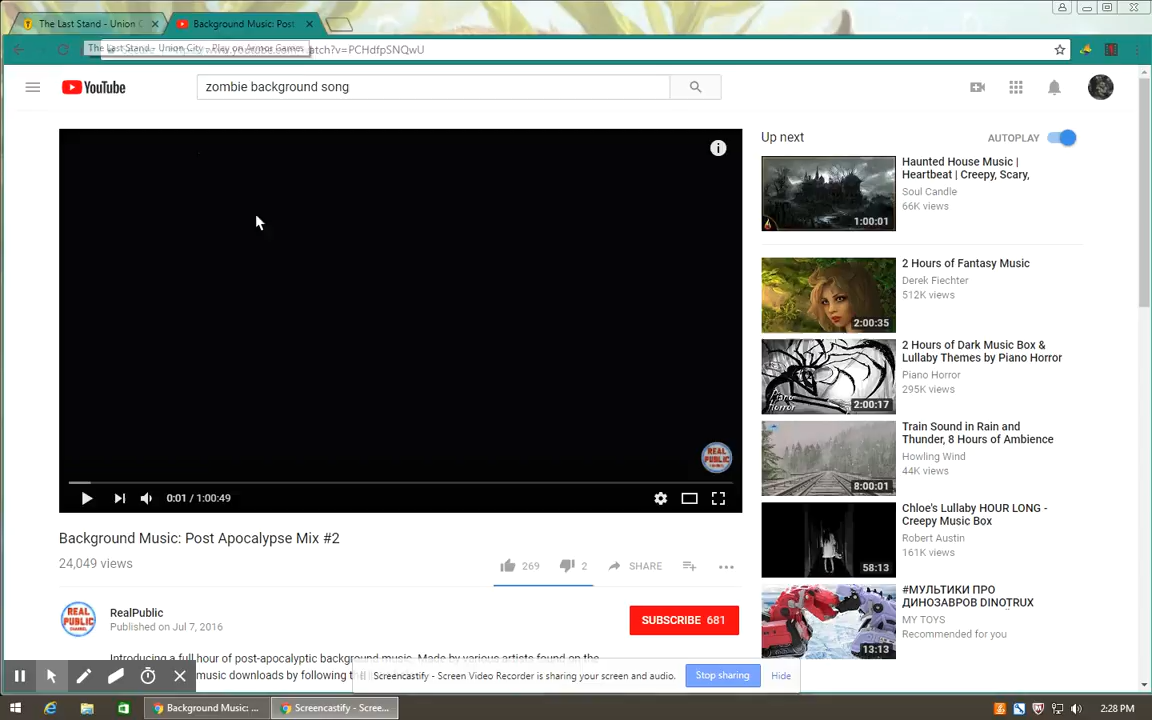 The Last Stand - Union C
Background Music: Post
The Last Stand - Union City - Play on Armor Games
atch?v=PCHdfpSNQwU
YouTube
zombie background song
Up next
AUTOPLAY
Haunted House Music |
Heartbeat | Creepy, Scary,
Soul Candle
66K views
1:00:01
2 Hours of Fantasy Music
Derek Fiechter
512K views
2:00:35
2 Hours of Dark Music Box &
Lullaby Themes by Piano Horror
Piano Horror
295K views
Piano
Horror
2:00:17
Train Sound in Rain and
Thunder, 8 Hours of Ambience
Howling Wind
44K views
8:00:01
Chloe's Lullaby HOUR LONG -
Creepy Music Box
Robert Austin
161K views
58:13
#МУЛЬТИКИ ПРО
ДИНОЗАВРОВ DINOTRUX
MY TOYS
Recommended for you
13:13
REAL
PUBLIC
0:01 / 1:00:49
Background Music: Post Apocalypse Mix #2
24,049 views
269
2
SHARE
REAL
PUBLIC
CHANNEL
RealPublic
Published on Jul 7, 2016
SUBSCRIBE 681
Introducing a full hour of post-apocalyptic background music. Made by various artists found on the
music downloads by following th
Screencastify - Screen Video Recorder is sharing your screen and audio.
Stop sharing
Hide
Background Music: ...
Screencastify - Scree...
2:28 PM